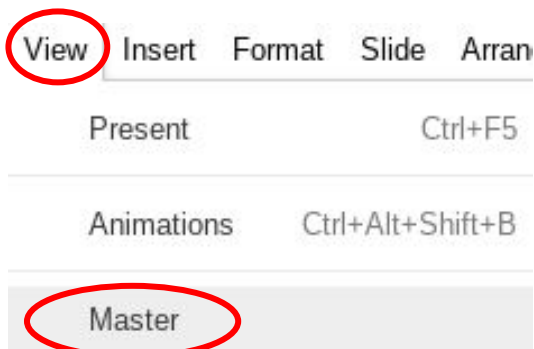 View Insert Format Slide
Present Ctrl+F5
Animations Ctrl+Alt+Shift+B
Master